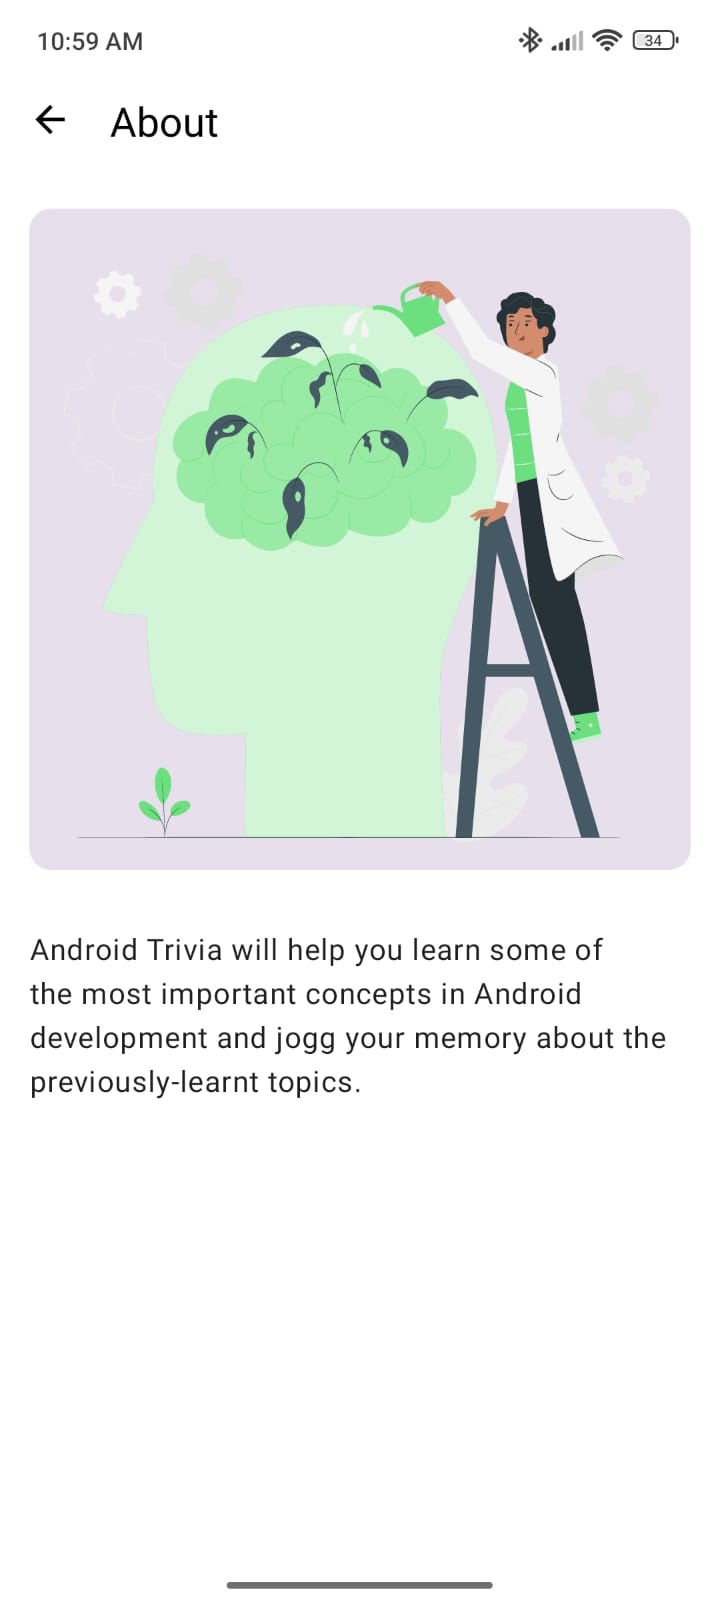 10:59 AM
34
About
Android Trivia will help you learn some of
the most important concepts in Android
development and jogg your memory about the
previously-learnt topics.